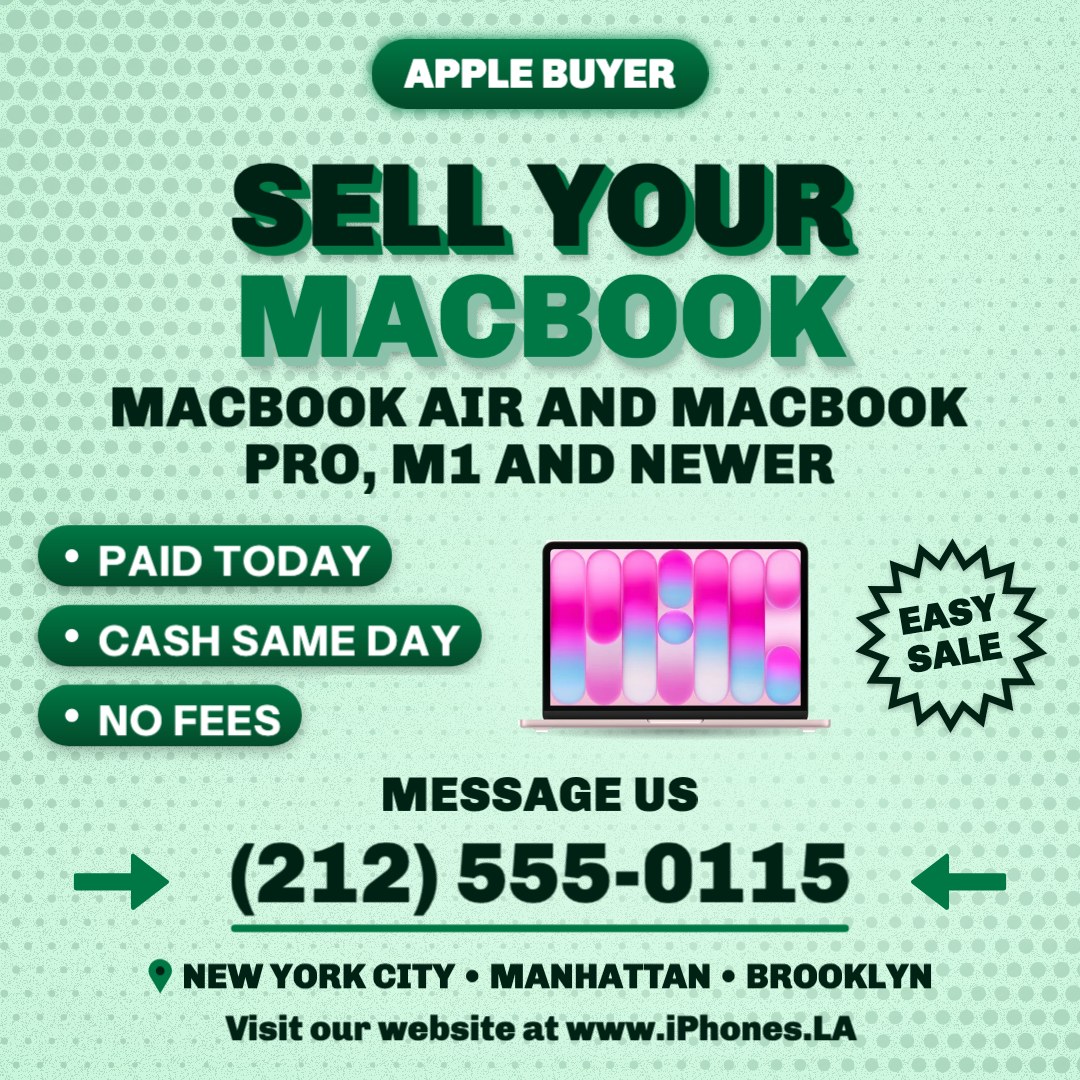 APPLE BUYER
SELL YOUR
MACBOOK
MACBOOK AIR AND MACBOOK
PRO, M1 AND NEWER
• PAID TODAY
• CASH SAME DAY
• NO FEES
EASY
SALE
MESSAGE US
(212) 555-0115
NEW YORK CITY • MANHATTAN • BROOKLYN
Visit our website at www.iPhones.LA